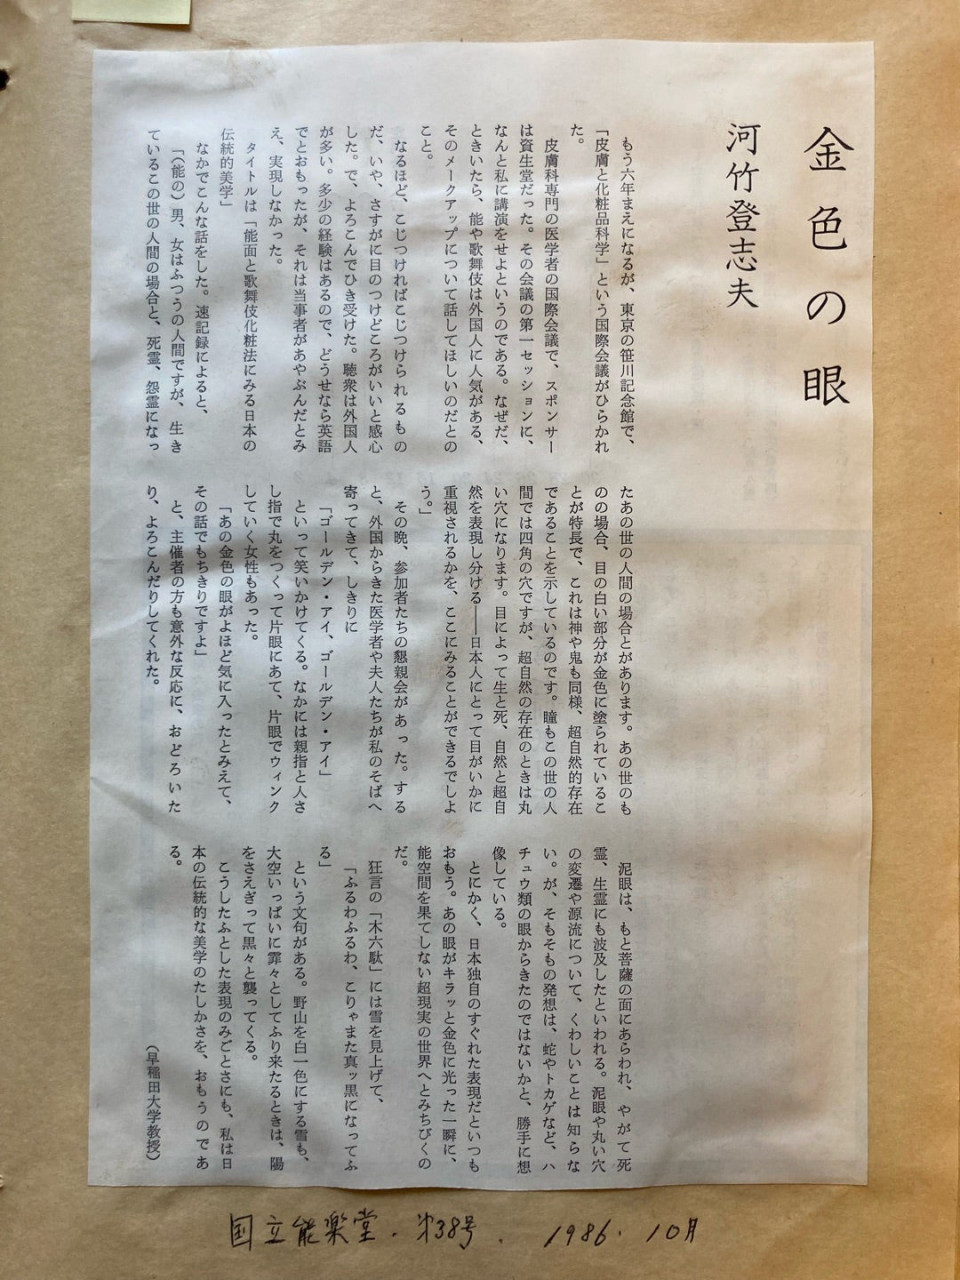 金色の眼
河竹登志夫
もう六年まえになるが、東京の笹川記念館で、
「皮膚と化粧品科学」という国際会議がひらかれ
た。
皮膚科専門の医学者の国際会議で、スポンサー
は資生堂だった。その会議の第一セッションに、
なんと私に講演をせよというのである。なぜだ、
ときいたら、能や歌舞伎は外国人に人気がある、
そのメークアップについて話してほしいのだとの
こと。
なるほど、こじつければこじつけられるもの
だ、いや、さすがに目のつけどころがいいと感心
した。で、よろこんでひき受けた。聴衆は外国人
が多い。多少の経験はあるので、どうせなら英語
でとおもったが、それは当事者があやぶんだとみ
え、実現しなかった。
タイトルは「能面と歌舞伎化粧法にみる日本の
伝統的美学」
なかでこんな話をした。速記録によると、
「（能の）男、女はふつうの人間ですが、生き
ているこの世の人間の場合と、死霊、怨霊になっ
たあの世の人間の場合とがあります。あの世のも
のの場合、目の白い部分が金色に塗られているこ
とが特長で、これは神や鬼も同様、超自然的存在
であることを示しているのです。瞳もこの世の人
間では四角の穴ですが、超自然の存在のときは丸
い穴になります。目によって生と死、自然と超自
然を表現し分ける――日本人にとって目がいかに
重視されるかを、ここにみることができるでしょ
う。」
その晩、参加者たちの懇親会があった。する
と、外国からきた医学者や夫人たちが私のそばへ
寄ってきて、しきりに
「ゴールデン・アイ、ゴールデン・アイ」
といって笑いかけてくる。なかには親指と人さ
し指で丸をつくって片眼にあて、片眼でウィンク
していく女性もあった。
「あの金色の眼がよほど気に入ったとみえて、
その話でもちきりですよ」
と、主催者の方も意外な反応に、おどろいた
り、よろこんだりしてくれた。
泥眼は、もと菩薩の面にあらわれ、やがて死
霊、生霊にも波及したといわれる。泥眼や丸い穴
の変遷や源流について、くわしいことは知らな
い。が、そもそもの発想は、蛇やトカゲなど、ハ
チュウ類の眼からきたのではないかと、勝手に想
像している。
とにかく、日本独自のすぐれた表現だといつも
おもう。あの眼がキラッと金色に光った一瞬に、
能空間を果てしない超現実の世界へとみちびくの
だ。
狂言の「木六駄」には雪を見上げて、
「ふるわふるわ、こりゃまた真ッ黒になってふ
る」
という文句がある。野山を白一色にする雪も、
大空いっぱいに霏々としてふり来たるときは、陽
をさえぎって黒々と襲ってくる。
こうしたふとした表現のみごとさにも、私は日
本の伝統的な美学のたしかさを、おもうのであ
る。
（早稲田大学教授）
国立能楽堂．第38号．1986．10月